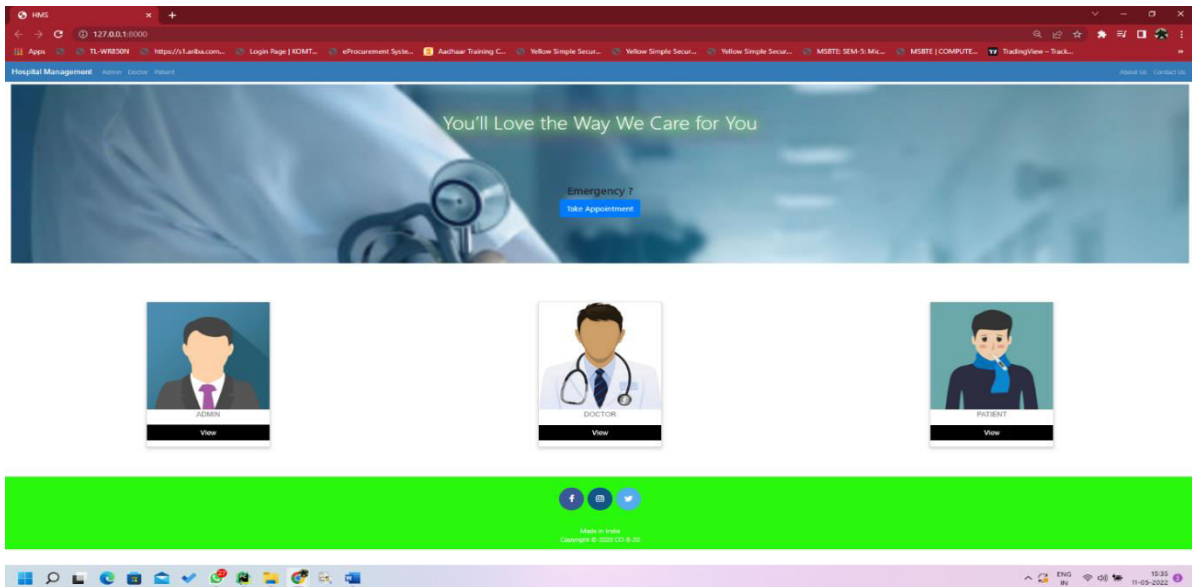 HMS
127.0.0.1:8000
Apps TL-WR850N https://s1.ariba.com... Login Page | KOMT... eProcurement Syste... Aadhaar Training C... Yellow Simple Secur... Yellow Simple Secur... Yellow Simple Secur... MSBTE: SEM-5: Mic... MSBTE | COMPUTE... TradingView – Track...
Hospital Management Admin Doctor Patient About Us Contact Us
You'll Love the Way We Care for You
Emergency ?
Take Appointment
ADMIN DOCTOR PATIENT
View View View
Made in India
Copyright © 2020
ENG 15:35
IN 11-05-2022